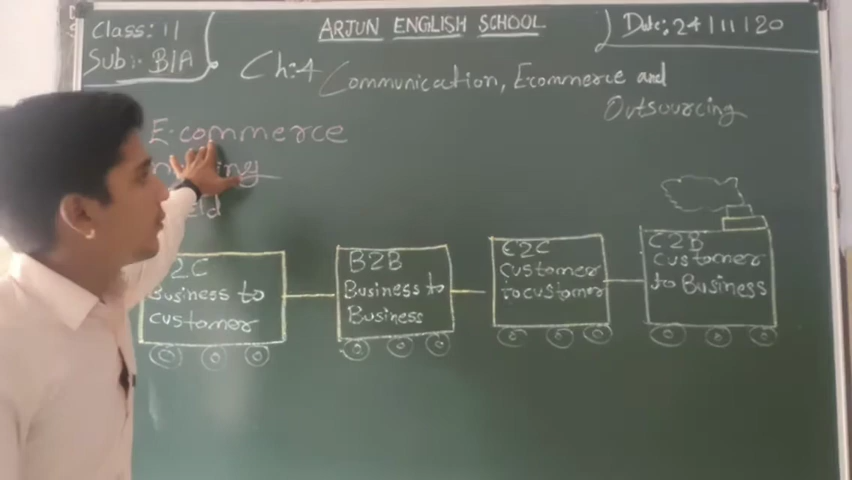 Class: 11
Sub:- B/A
ARJUN ENGLISH SCHOOL
Date: 24/11/20
Ch:4 Communication, Ecommerce and
Outsourcing
E-commerce
2C
Business to
customer
B2B
Business to
Business
C2C
Customer
to customer
C2B
Customer
to Business